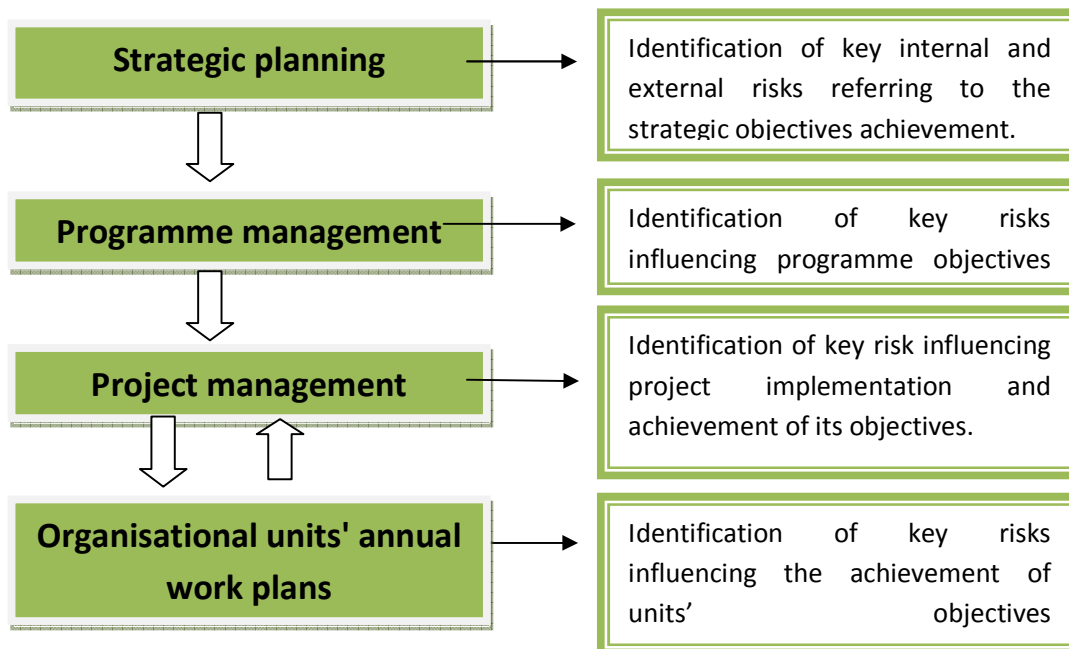 Strategic planning
Identification of key internal and
external risks referring to the
strategic objectives achievement.
Programme management
Identification of key risks
influencing programme objectives
Project management
Identification of key risk influencing
project implementation and
achievement of its objectives.
Organisational units' annual
work plans
Identification of key risks
influencing the achievement of
units’ objectives